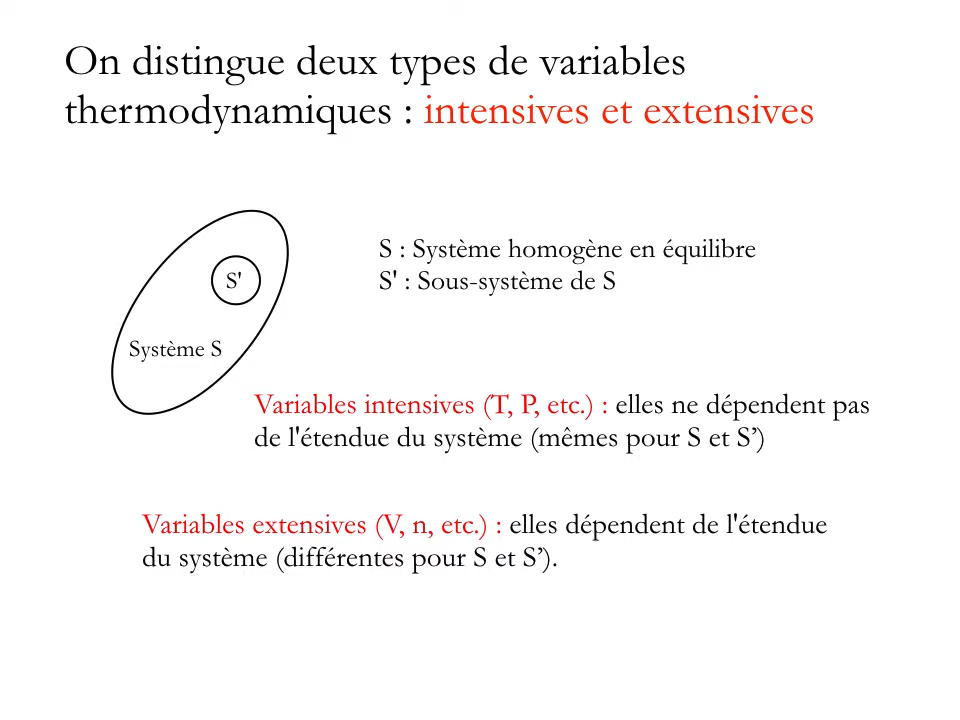 On distingue deux types de variables
thermodynamiques : intensives et extensives
S : Système homogène en équilibre
S' : Sous-système de S
S'
Système S
Variables intensives (T, P, etc.) : elles ne dépendent pas
de l'étendue du système (mêmes pour S et S’)
Variables extensives (V, n, etc.) : elles dépendent de l'étendue
du système (différentes pour S et S’).